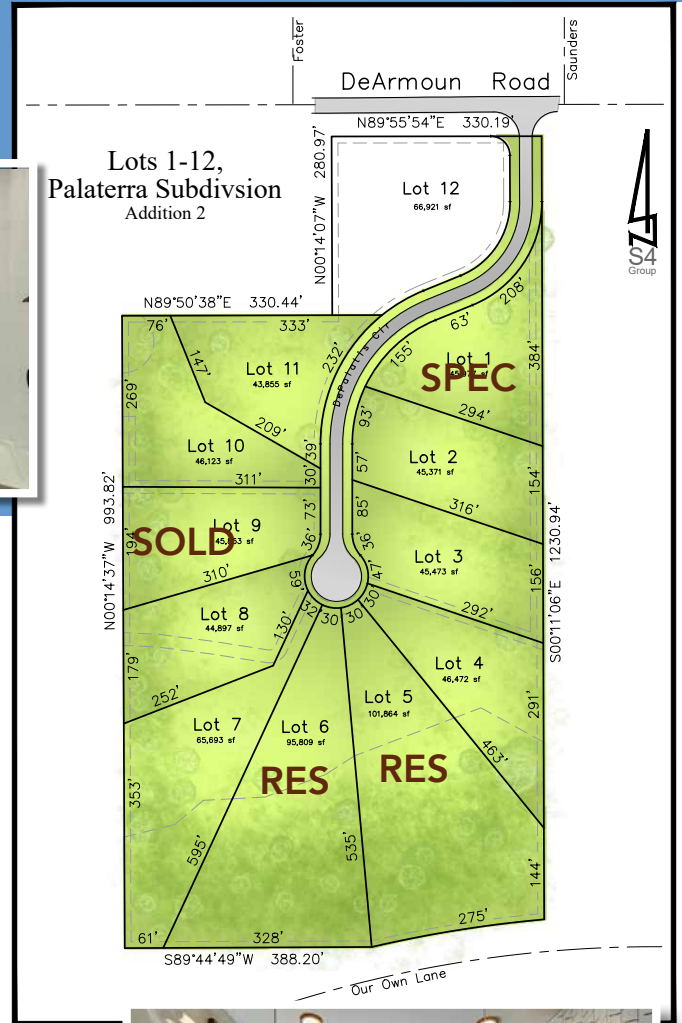 Foster
Saunders
DeArmoun Road
N89°55'54"E 330.19'
Lots 1-12,
Palaterra Subdivsion
Addition 2
N00°14'07"W 280.97'
Lot 12
66,921 sf
S4
Group
N89°50'38"E 330.44'
76'
333'
232'
DePalatis Cir
155'
63'
208'
147'
Lot 11
43,855 sf
Lot 1
SPEC
384'
269'
209'
93'
294'
Lot 10
46,123 sf
39'
30'
57'
Lot 2
45,371 sf
154'
311'
73'
85'
316'
N00°14'37"W 993.82'
194'
Lot 9
SOLD
36'
36'
Lot 3
45,473 sf
156'
S00°11'06"E 1230.94'
310'
59'
47'
292'
Lot 8
44,897 sf
130'
32'
30'
30'
30'
179'
252'
Lot 4
46,472 sf
291'
Lot 7
65,693 sf
Lot 6
95,809 sf
Lot 5
101,864 sf
463'
RES
RES
353'
595'
535'
144'
61'
328'
275'
S89°44'49"W 388.20'
Our Own Lane